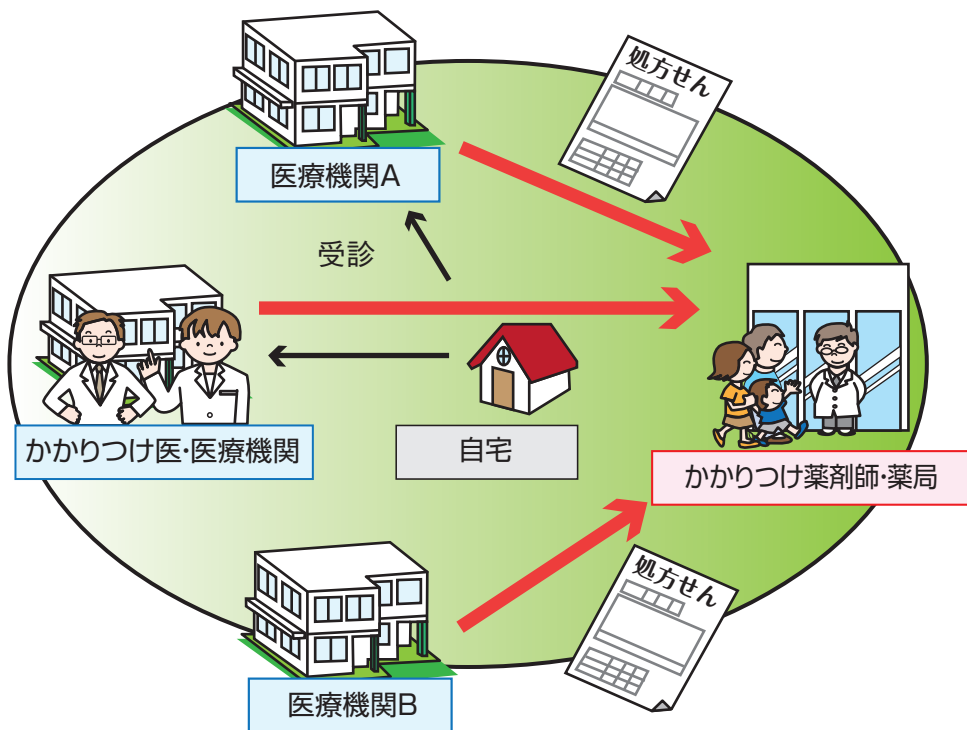 処方せん
医療機関A
受診
かかりつけ医・医療機関
自宅
かかりつけ薬剤師・薬局
処方せん
医療機関B